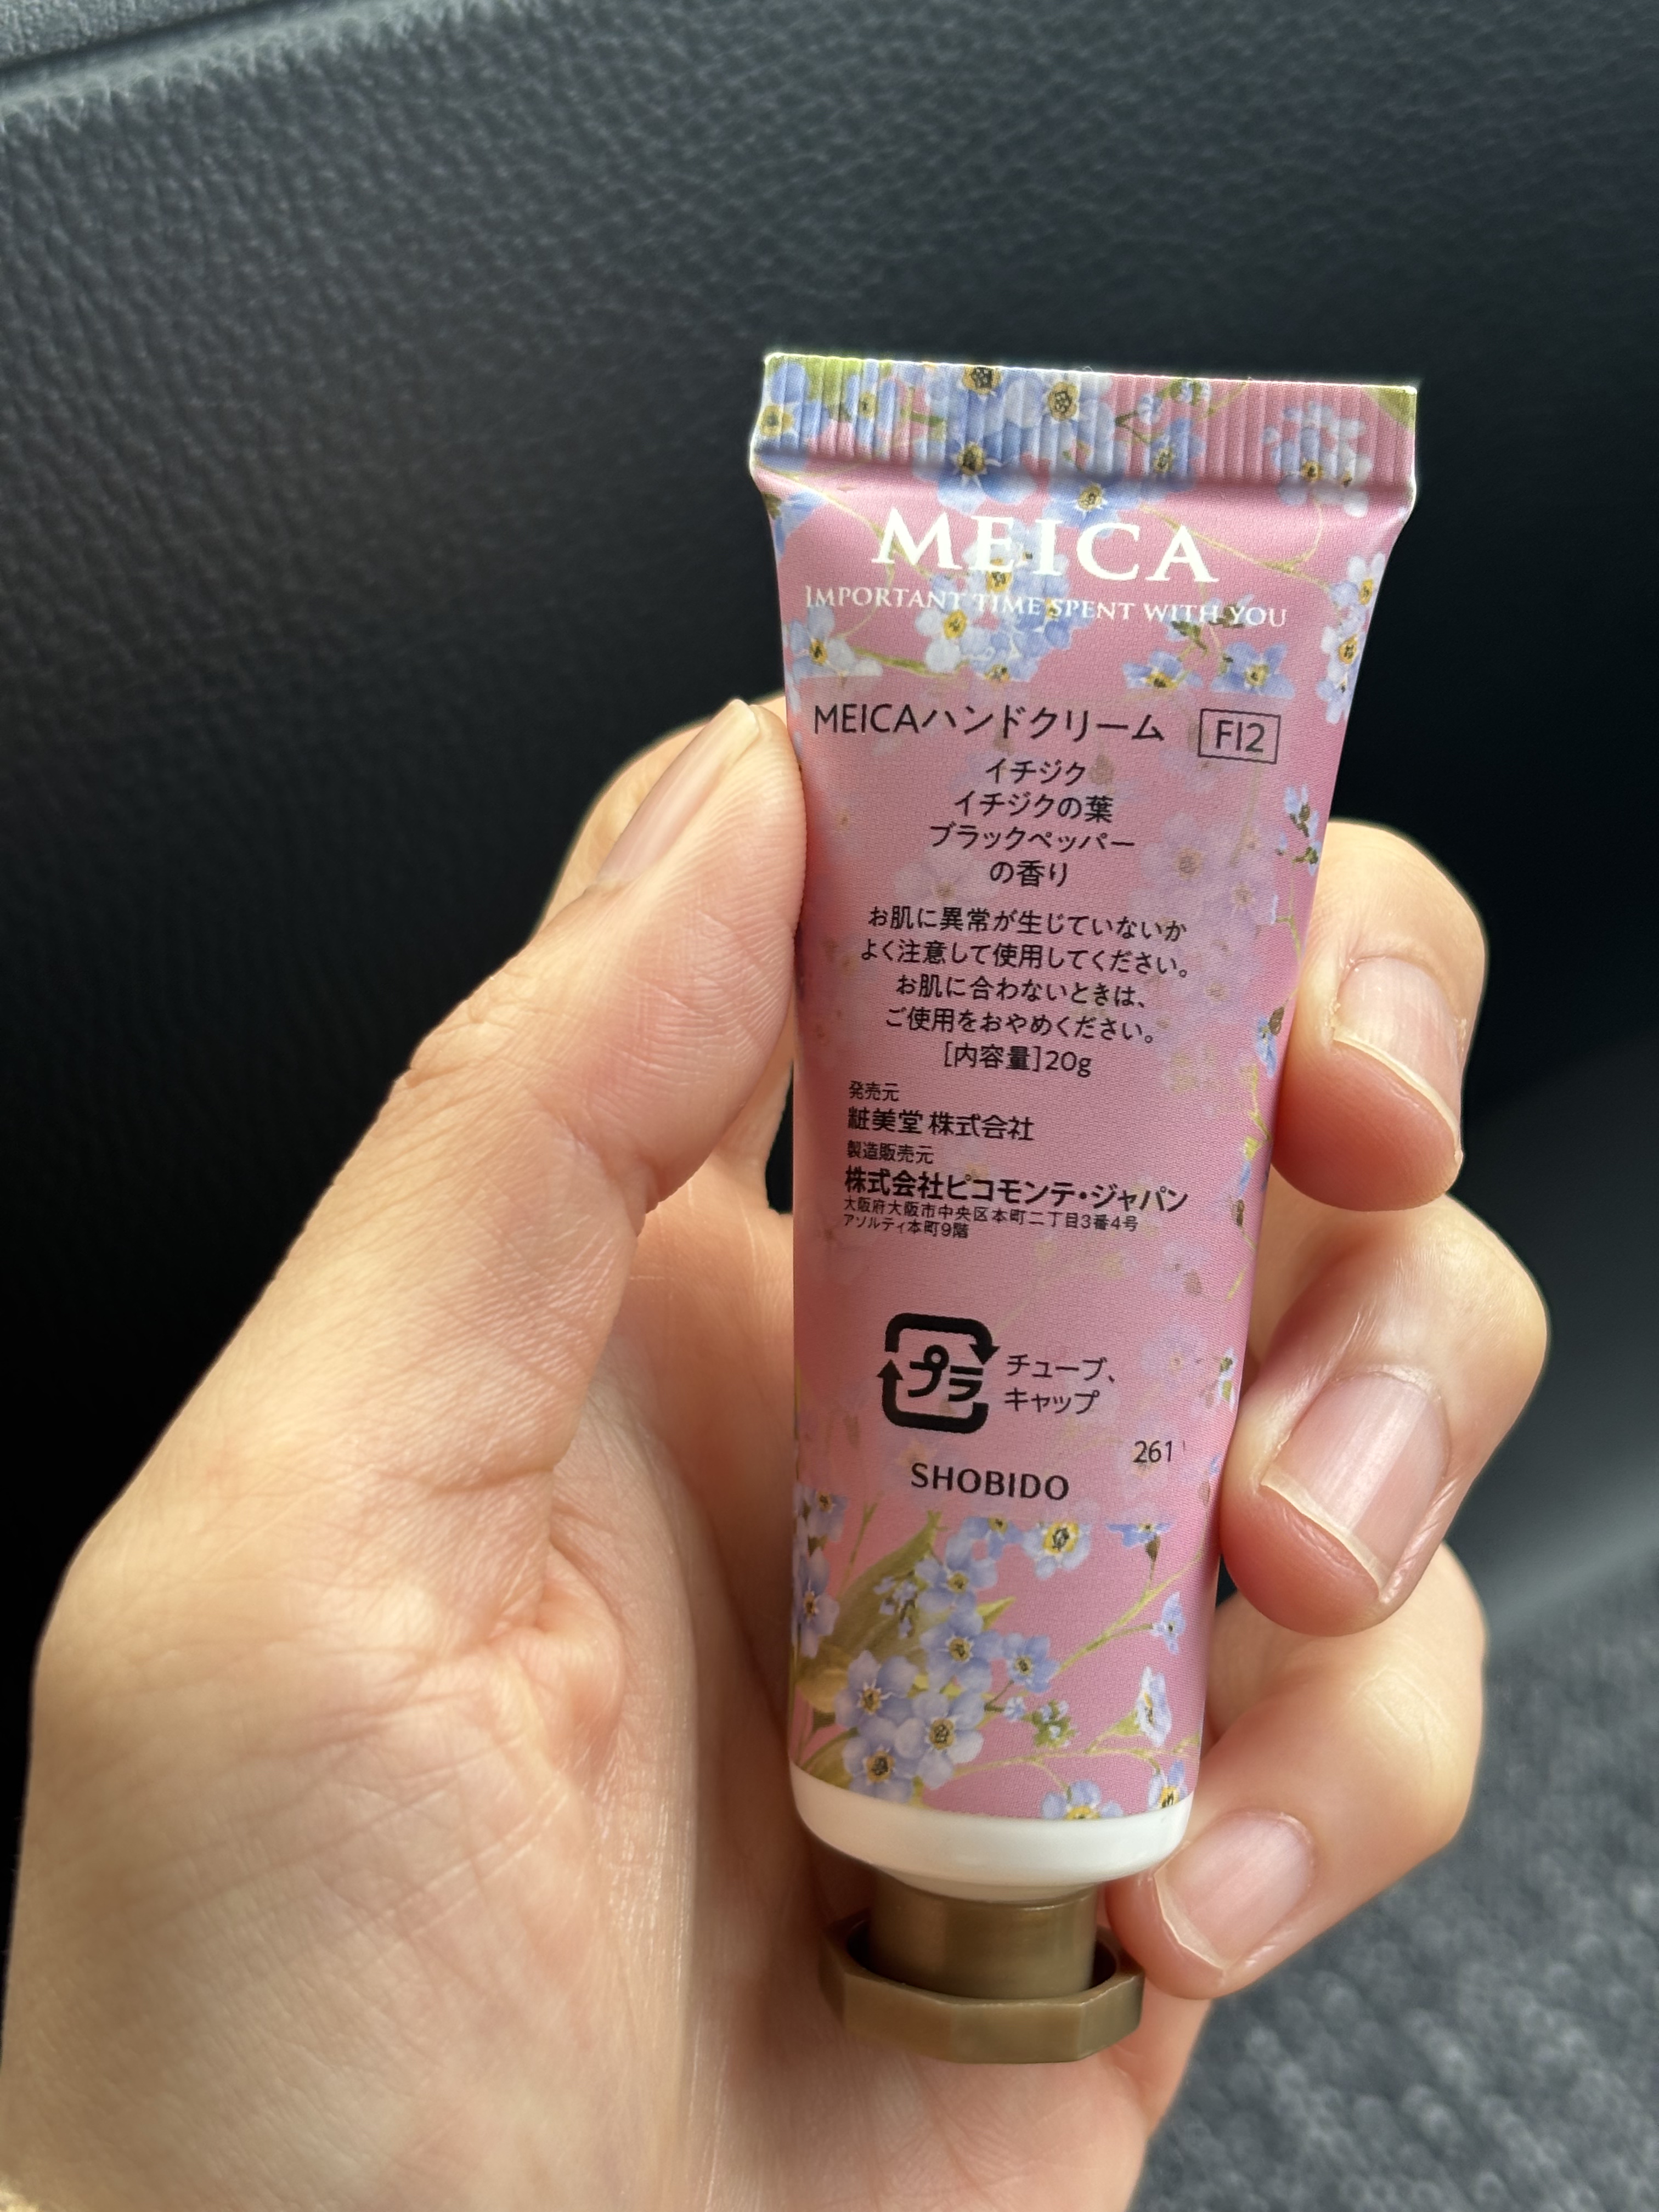 MEICA
IMPORTANT TIME SPENT WITH YOU
MEICAハンドクリーム FI2
イチジク
イチジクの葉
ブラックペッパー
の香り
お肌に異常が生じていないか
よく注意して使用してください。
お肌に合わないときは、
ご使用をおやめください。
[内容量]20g
発売元
粧美堂 株式会社
製造販売元
株式会社ピコモンテ・ジャパン
大阪府大阪市中央区本町二丁目3番4号
アソルティ本町9階
プラ チューブ、
キャップ
261
SHOBIDO